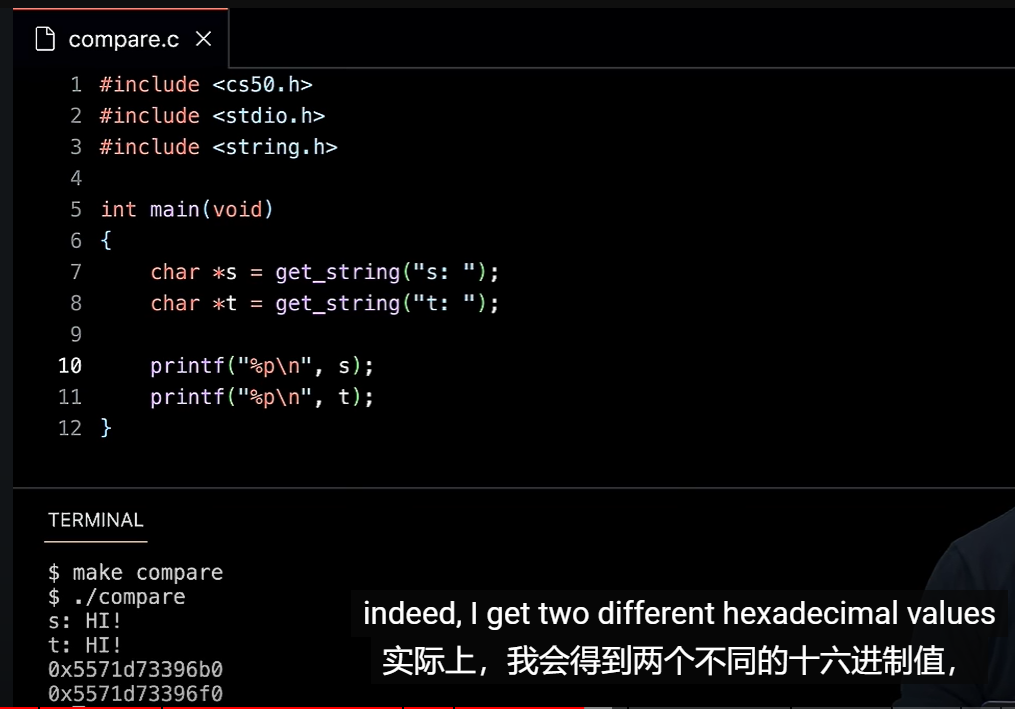 compare.c
1 #include <cs50.h>
2 #include <stdio.h>
3 #include <string.h>
4
5 int main(void)
6 {
7     char *s = get_string("s: ");
8     char *t = get_string("t: ");
9
10     printf("%p\n", s);
11     printf("%p\n", t);
12 }
TERMINAL
$ make compare
$ ./compare
s: HI!
t: HI!
0x5571d73396b0
0x5571d73396f0
indeed, I get two different hexadecimal values
实际上，我会得到两个不同的十六进制值，